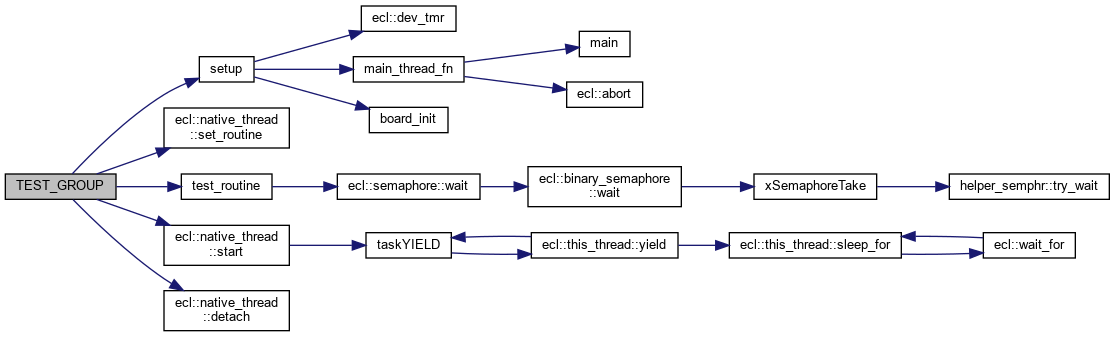 ecl::dev_tmr
setup
main_thread_fn
main
ecl::abort
board_init
ecl::native_thread
::set_routine
TEST_GROUP
test_routine
ecl::semaphore::wait
ecl::binary_semaphore
::wait
xSemaphoreTake
helper_semphr::try_wait
ecl::native_thread
::start
taskYIELD
ecl::this_thread::yield
ecl::this_thread::sleep_for
ecl::wait_for
ecl::native_thread
::detach